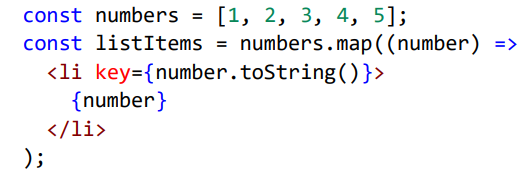 const numbers = [1, 2, 3, 4, 5];
const listItems = numbers.map((number) =>
  <li key={number.toString()}>
    {number}
  </li>
);